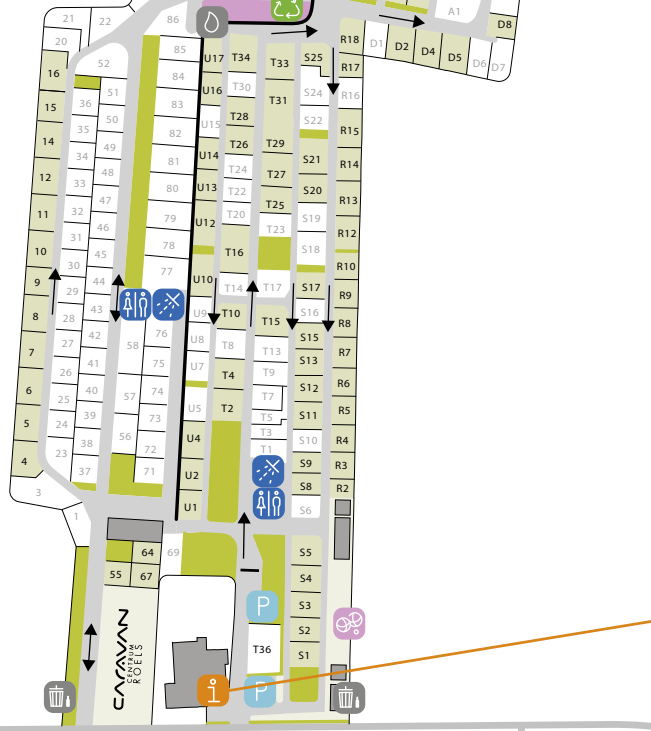 21
22
86
A1
D8
20
85
U17
T34
T33
S25
R18
D1
D2
D4
D5
D6
D7
16
52
84
R17
U16
T30
S24
R16
51
36
83
T31
15
50
35
82
U15
T28
S22
R15
14
49
34
81
U14
T26
T29
S21
R14
48
33
80
T24
T27
12
47
U13
T22
S20
R13
32
79
T20
T25
11
46
U12
T23
S19
R12
31
78
T16
S18
10
45
30
77
U10
R10
9
44
29
T14
T17
S17
R9
43
8
28
U9
T10
T15
S16
R8
42
76
58
U8
T8
T13
S15
R7
7
27
41
75
U7
T9
S13
26
T4
6
40
74
57
T7
S12
R6
25
39
U5
T2
T5
S11
R5
5
24
73
T3
56
38
U4
T1
S10
R4
4
23
72
S9
R3
37
71
U2
S8
R2
3
U1
S6
1
64
69
S5
55
67
S4
P
S3
S2
T36
S1
CARAVAN
CENTRUM
ROELS
i
P